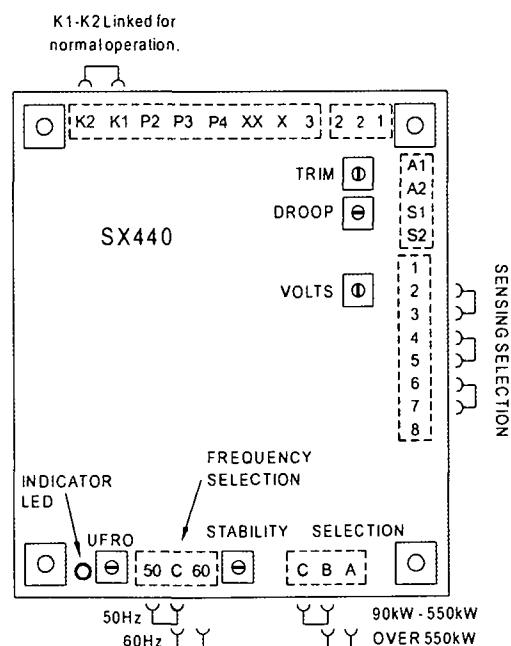 K1-K2 Linked for
normal operation.
K2 K1 P2 P3 P4 XX X 3 2 2 1
TRIM
DROOP
SX440
VOLTS
A1
A2
S1
S2
1
2
3
4
5
6
7
8
SENSING SELECTION
FREQUENCY
SELECTION
INDICATOR
LED
UFRO
STABILITY
SELECTION
50 C 60
C B A
50Hz
60Hz
90kW - 550kW
OVER 550kW